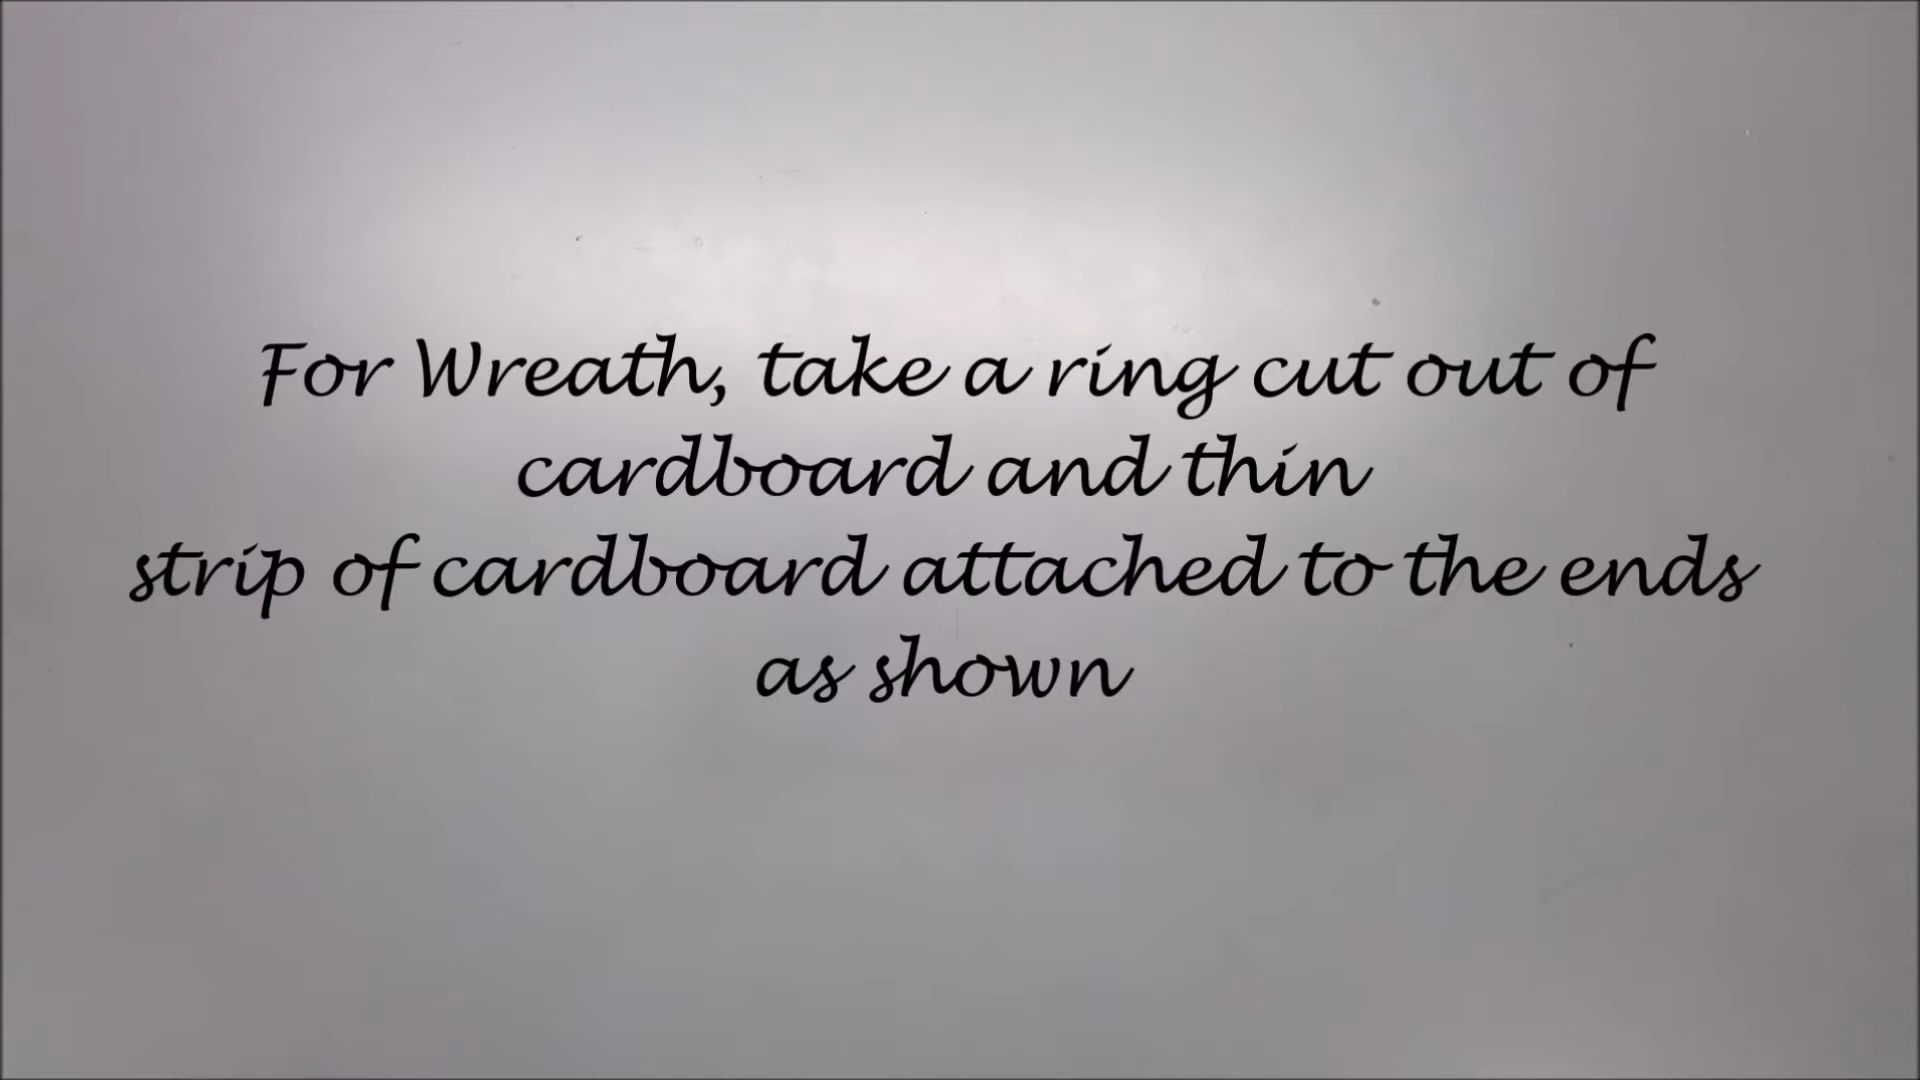 For Wreath, take a ring cut out of
cardboard and thin
strip of cardboard attached to the ends
as shown